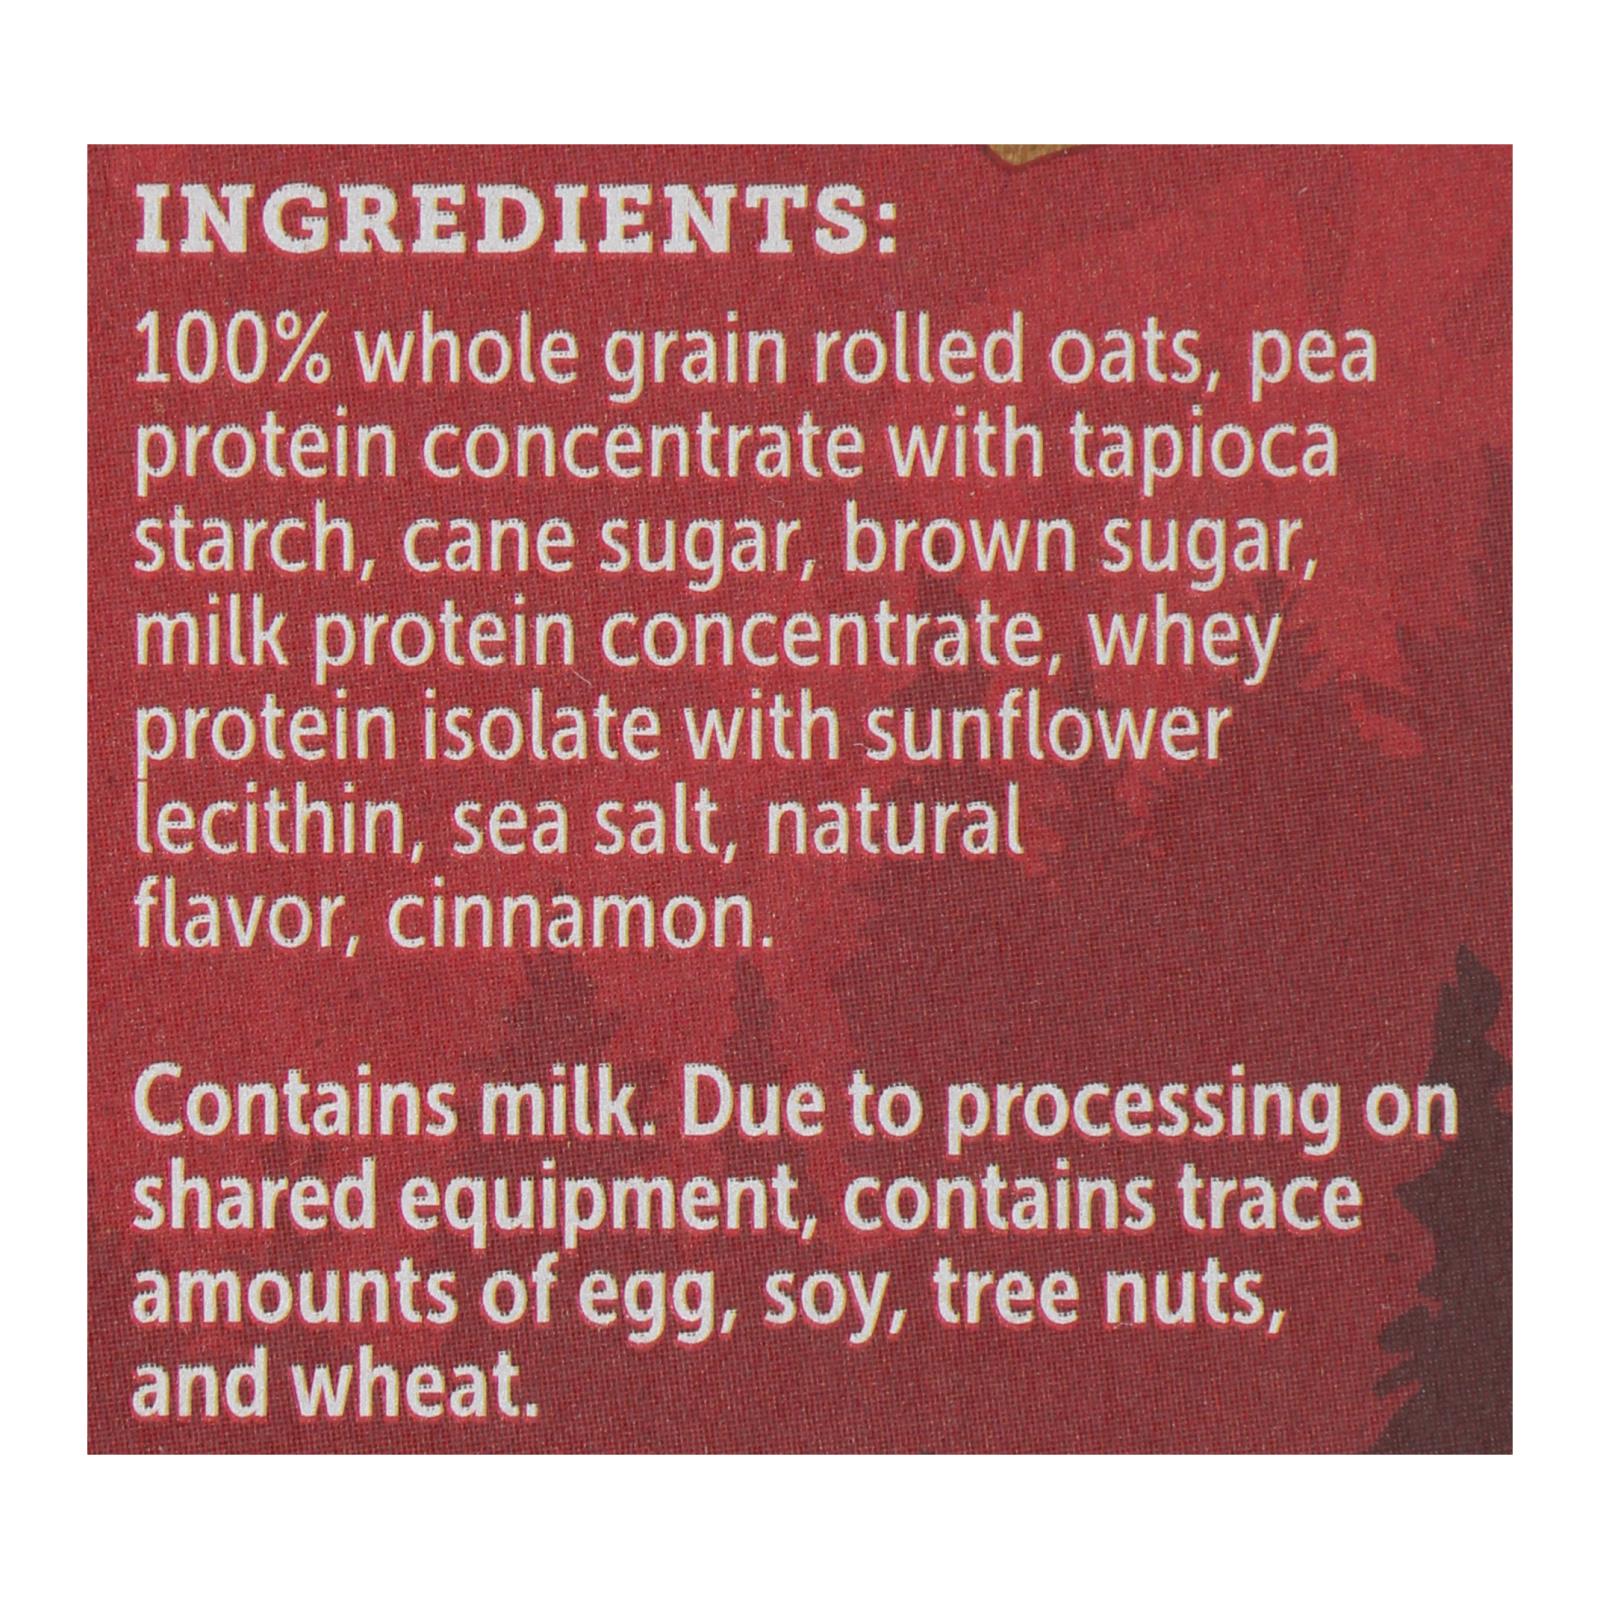 INGREDIENTS:
100% whole grain rolled oats, pea
protein concentrate with tapioca
starch, cane sugar, brown sugar,
milk protein concentrate, whey
protein isolate with sunflower
lecithin, sea salt, natural
flavor, cinnamon.
Contains milk. Due to processing on
shared equipment, contains trace
amounts of egg, soy, tree nuts,
and wheat.